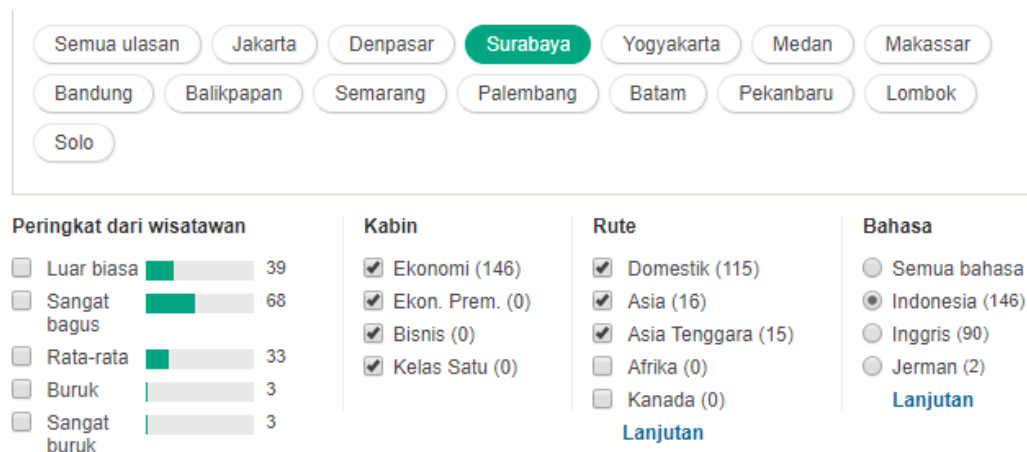 Semua ulasan Jakarta Denpasar Surabaya Yogyakarta Medan Makassar
Bandung Balikpapan Semarang Palembang Batam Pekanbaru Lombok
Solo
Peringkat dari wisatawan
Luar biasa 39
Sangat 68
bagus
Rata-rata 33
Buruk 3
Sangat 3
buruk
Kabin
Ekonomi (146)
Ekon. Prem. (0)
Bisnis (0)
Kelas Satu (0)
Rute
Domestik (115)
Asia (16)
Asia Tenggara (15)
Afrika (0)
Kanada (0)
Lanjutan
Bahasa
Semua bahasa
Indonesia (146)
Inggris (90)
Jerman (2)
Lanjutan